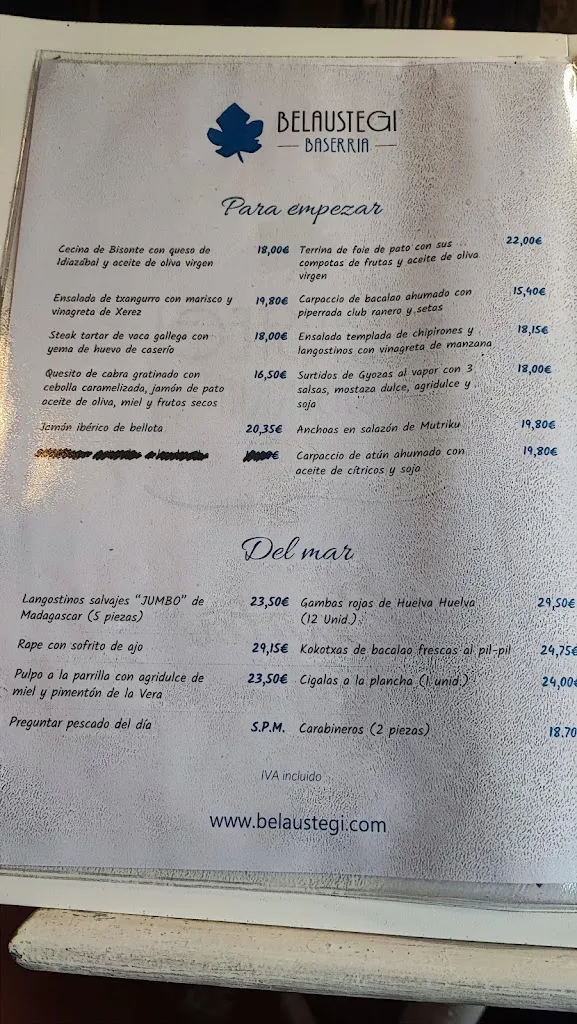 BELAUSTEGI
BASERRIA
Para empezar
Cecina de Bisonte con queso de 18,00€
Idiazábal y aceite de oliva virgen
Ensalada de txangurro con marisco y 19,80€
vinagreta de Xerez
Steak tartar de vaca gallega con 18,00€
yema de huevo de caserío
Quesito de cabra gratinado con 16,50€
cebolla caramelizada, jamón de pato
aceite de oliva, miel y frutos secos
Jamón ibérico de bellota 20,35€
€
Terrina de foie de pato con sus 22,00€
compotas de frutas y aceite de oliva
virgen
Carpaccio de bacalao ahumado con 15,40€
piperrada club ranero y setas
Ensalada templada de chipirones y 18,15€
langostinos con vinagreta de manzana
Surtidos de Gyozas al vapor con 3 18,00€
salsas, mostaza dulce, agridulce y
soja
Anchoas en salazón de Mutriku 19,80€
Carpaccio de atún ahumado con 19,80€
aceite de cítricos y soja
Del mar
Langostinos salvajes "JUMBO" de 23,50€
Madagascar (5 piezas)
Rape con sofrito de ajo 29,15€
Pulpo a la parrilla con agridulce de 23,50€
miel y pimentón de la Vera
Preguntar pescado del día S.P.M.
Gambas rojas de Huelva Huelva 29,50€
(12 Unid.)
Kokotxas de bacalao frescas al pil-pil 24,75€
Cigalas a la plancha (1 unid.) 24,00€
Carabineros (2 piezas) 18.70
IVA incluido
www.belaustegi.com